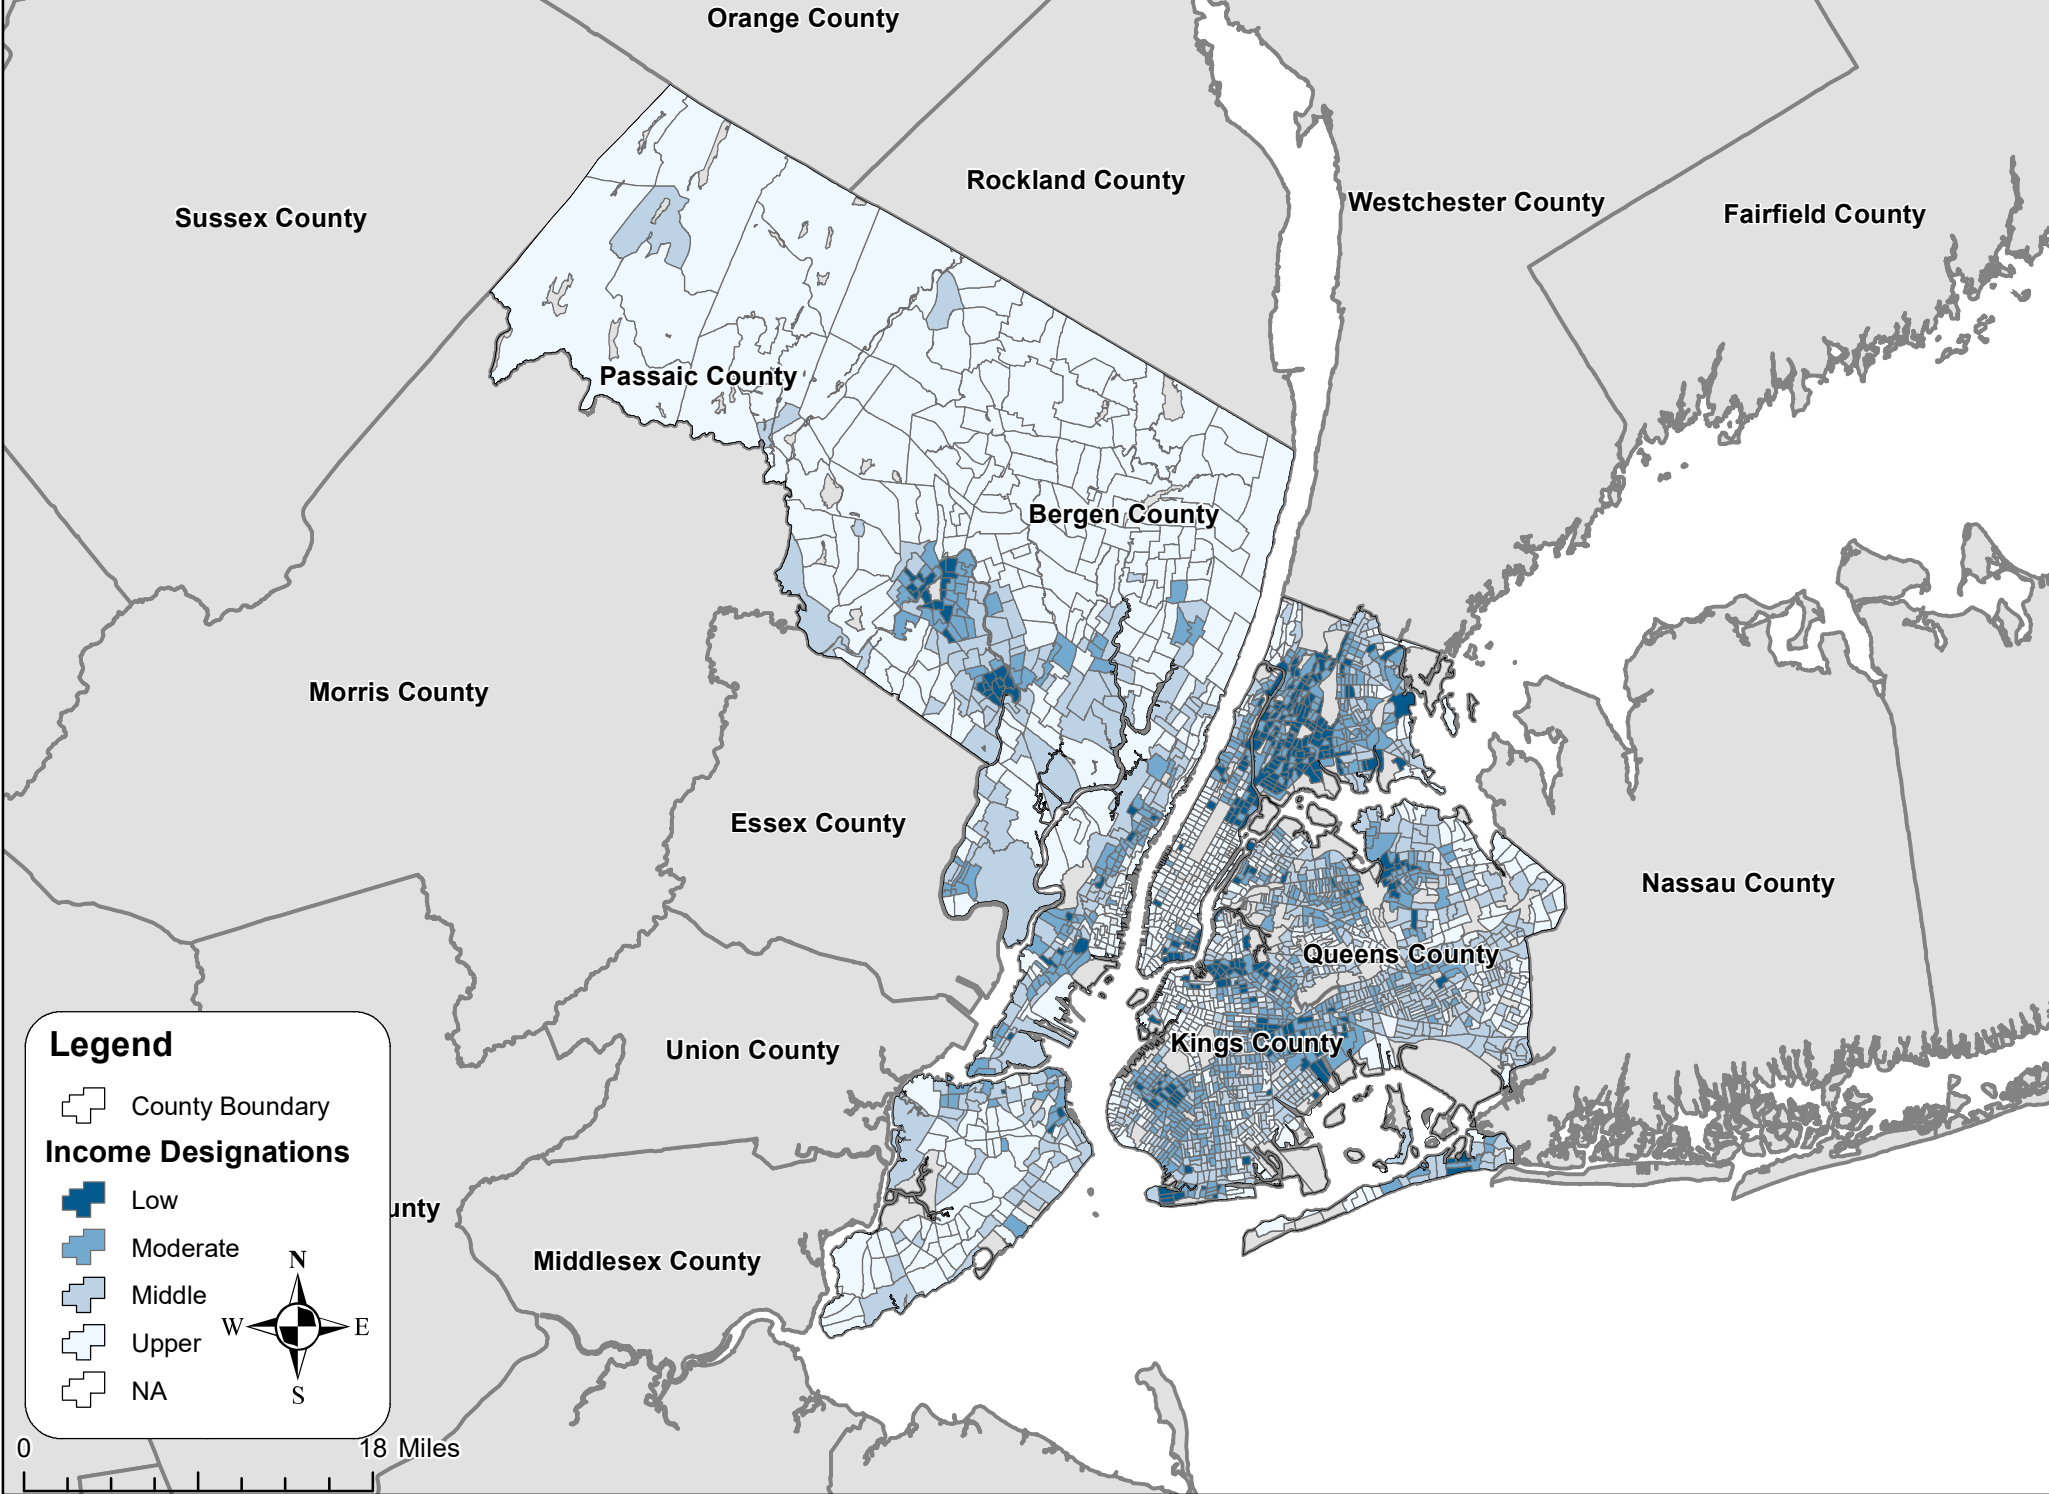 Orange County
Rockland County
Westchester County
Sussex County
Fairfield County
Passaic County
Bergen County
Morris County
Essex County
Nassau County
Queens County
Kings County
Union County
Middlesex County
unty
Legend
County Boundary
Income Designations
Low
Moderate
Middle
Upper
NA
N
W
E
S
0
18 Miles